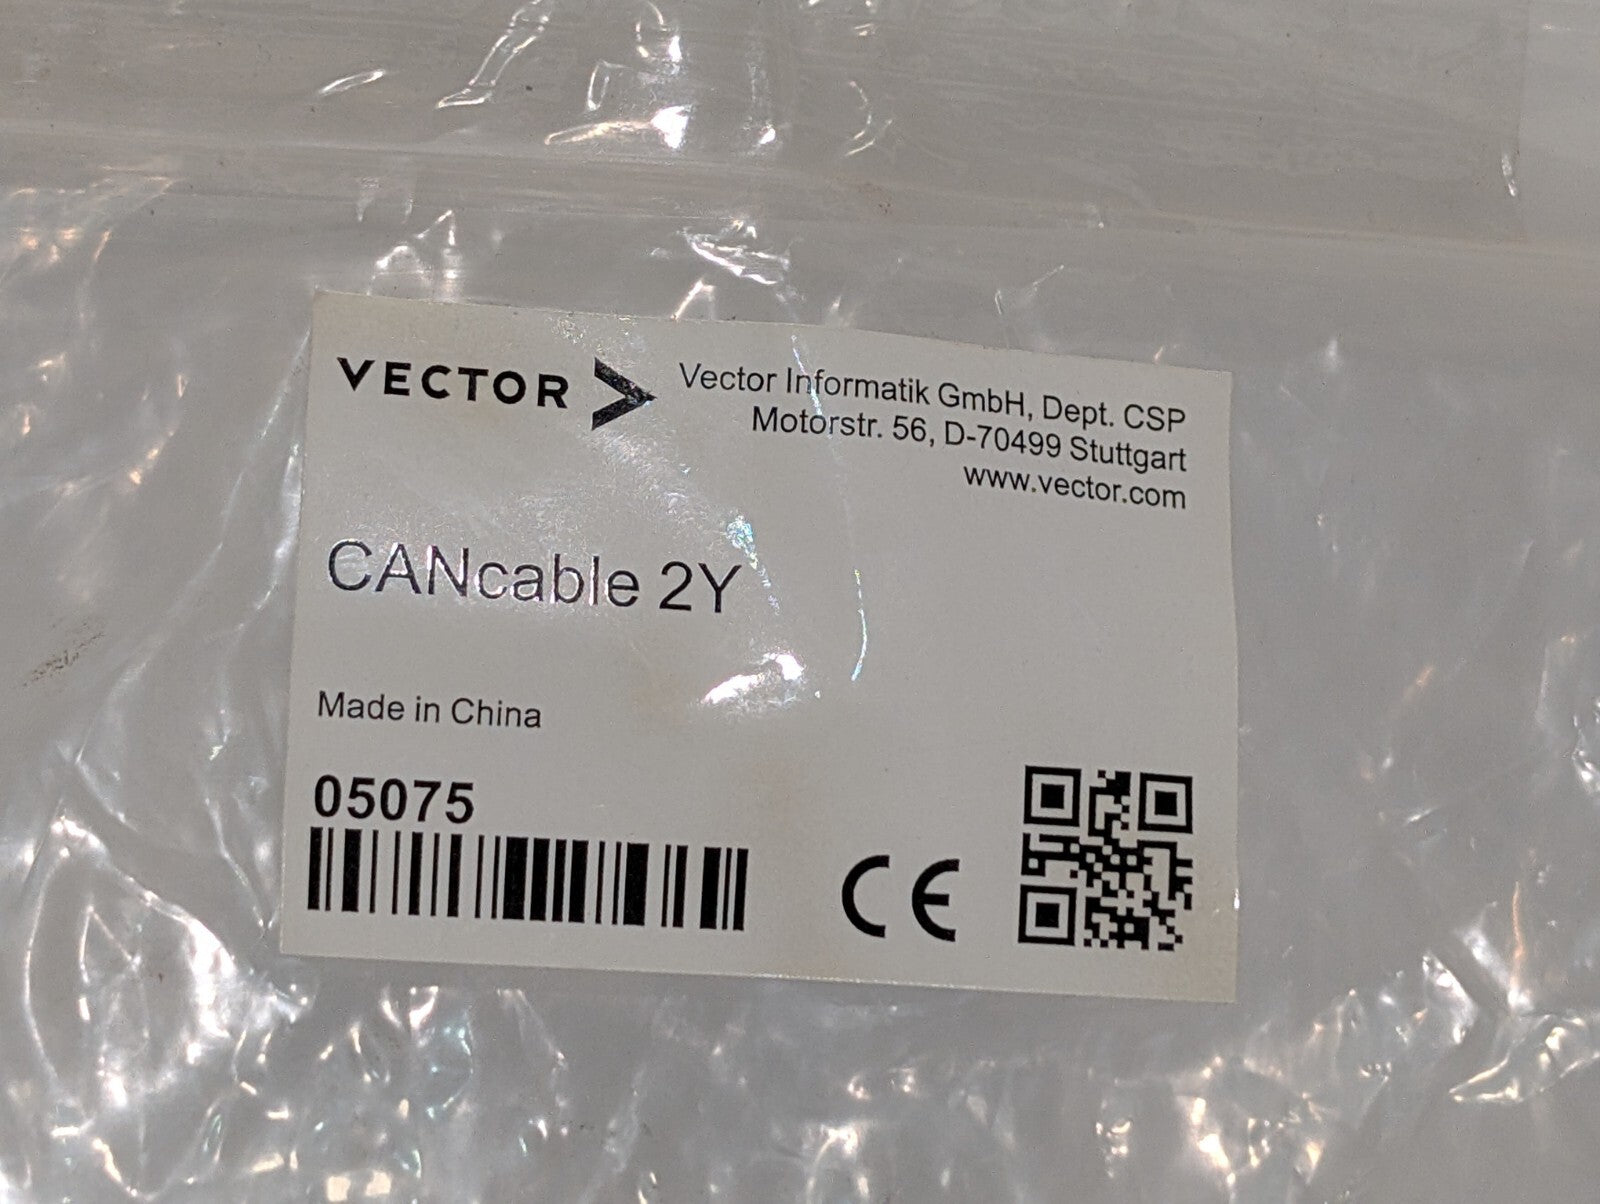 VECTOR
Vector Informatik GmbH, Dept. CSP
Motorstr. 56, D-70499 Stuttgart
www.vector.com
CANcable 2Y
Made in China
05075
CE